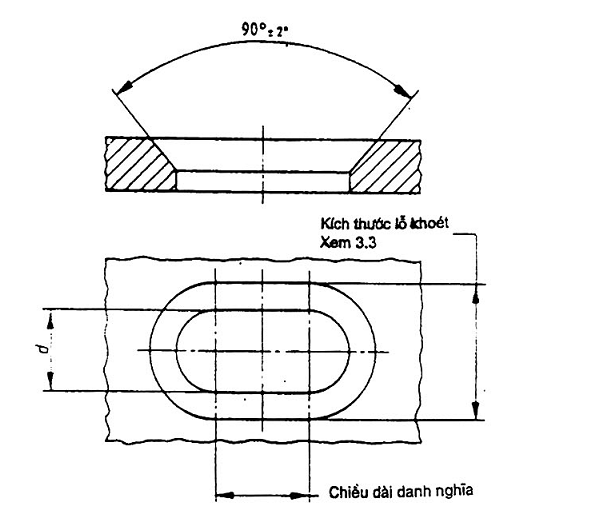 90° ± 2°
Kích thước lỗ khoét
Xem 3.3
d
Chiều dài danh nghĩa